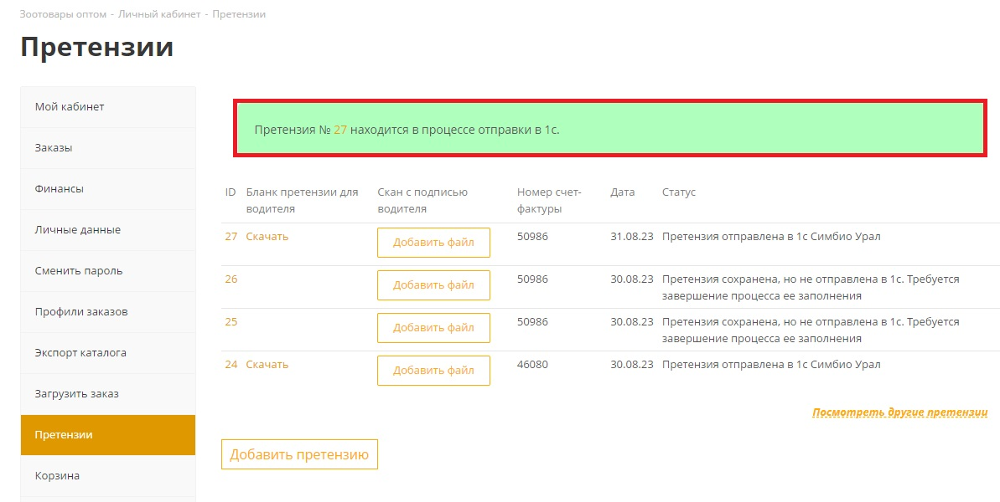 Зоотовары оптом - Личный кабинет - Претензии
Претензии
Мой кабинет
Заказы
Финансы
Личные данные
Сменить пароль
Профили заказов
Экспорт каталога
Загрузить заказ
Претензии
Корзина
Претензия № 27 находится в процессе отправки в 1с.
ID Бланк претензии для водителя Скан с подписью водителя Номер счет-фактуры Дата Статус
27 Скачать Добавить файл 50986 31.08.23 Претензия отправлена в 1с Симбио Урал
26 Добавить файл 50986 30.08.23 Претензия сохранена, но не отправлена в 1с. Требуется
завершение процесса ее заполнения
25 Добавить файл 50986 30.08.23 Претензия сохранена, но не отправлена в 1с. Требуется
завершение процесса ее заполнения
24 Скачать Добавить файл 46080 30.08.23 Претензия отправлена в 1с Симбио Урал
Посмотреть другие претензии
Добавить претензию